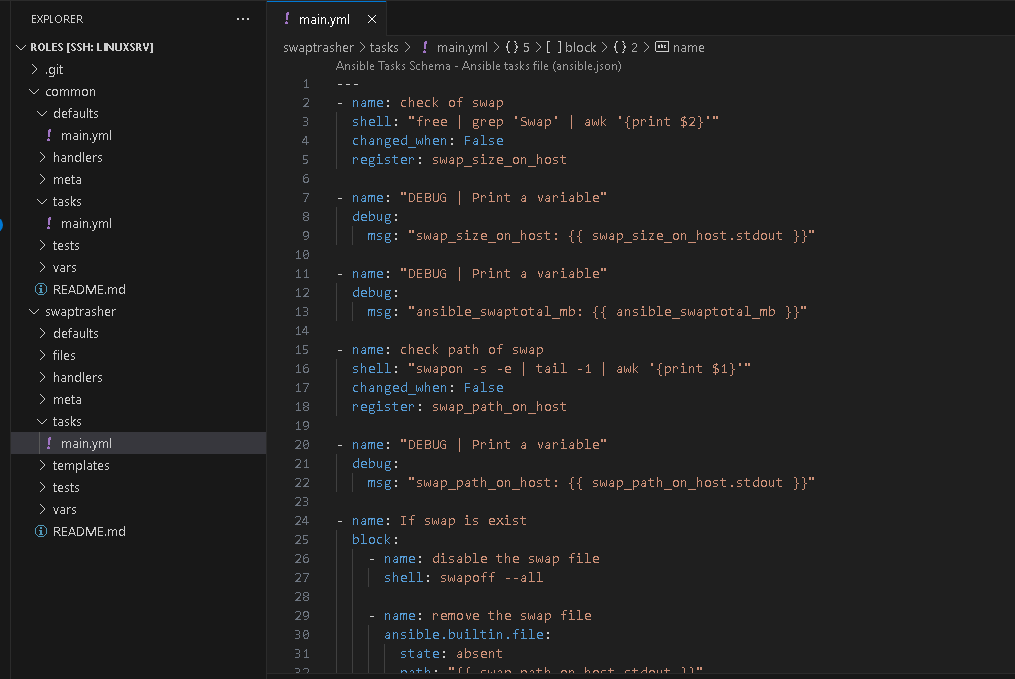 EXPLORER
···
ROLES [SSH: LINUXSRV]
.git
common
defaults
! main.yml
handlers
meta
tasks
! main.yml
tests
vars
README.md
swaptrasher
defaults
files
handlers
meta
tasks
! main.yml
templates
tests
vars
README.md
! main.yml ×
swaptrasher > tasks > ! main.yml > {} 5 > [ ] block > {} 2 > abc name
Ansible Tasks Schema - Ansible tasks file (ansible.json)
1 ---
2 - name: check of swap
3 shell: "free | grep 'Swap' | awk '{print $2}'"
4 changed_when: False
5 register: swap_size_on_host
6
7 - name: "DEBUG | Print a variable"
8 debug:
9 msg: "swap_size_on_host: {{ swap_size_on_host.stdout }}"
10
11 - name: "DEBUG | Print a variable"
12 debug:
13 msg: "ansible_swaptotal_mb: {{ ansible_swaptotal_mb }}"
14
15 - name: check path of swap
16 shell: "swapon -s -e | tail -1 | awk '{print $1}'"
17 changed_when: False
18 register: swap_path_on_host
19
20 - name: "DEBUG | Print a variable"
21 debug:
22 msg: "swap_path_on_host: {{ swap_path_on_host.stdout }}"
23
24 - name: If swap is exist
25 block:
26 - name: disable the swap file
27 shell: swapoff --all
28
29 - name: remove the swap file
30 ansible.builtin.file:
31 state: absent
32 path: "{{ swap_path_on_host.stdout }}"